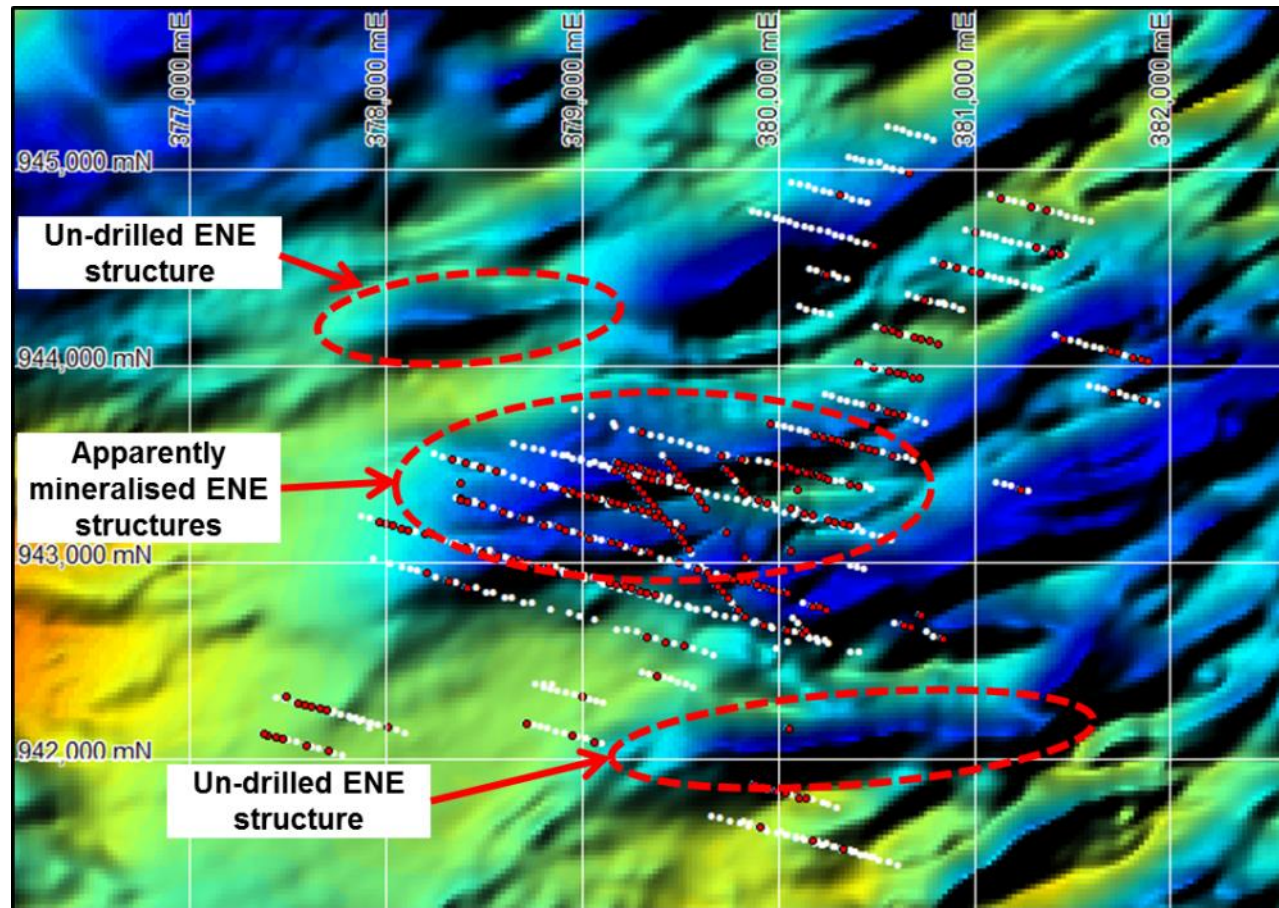 377,000 mE
378,000 mE
379,000 mE
380,000 mE
381,000 mE
382,000 mE
945,000 mN
Un-drilled ENE
structure
944,000 mN
Apparently
mineralised ENE
structures
943,000 mN
942,000 mN
Un-drilled ENE
structure